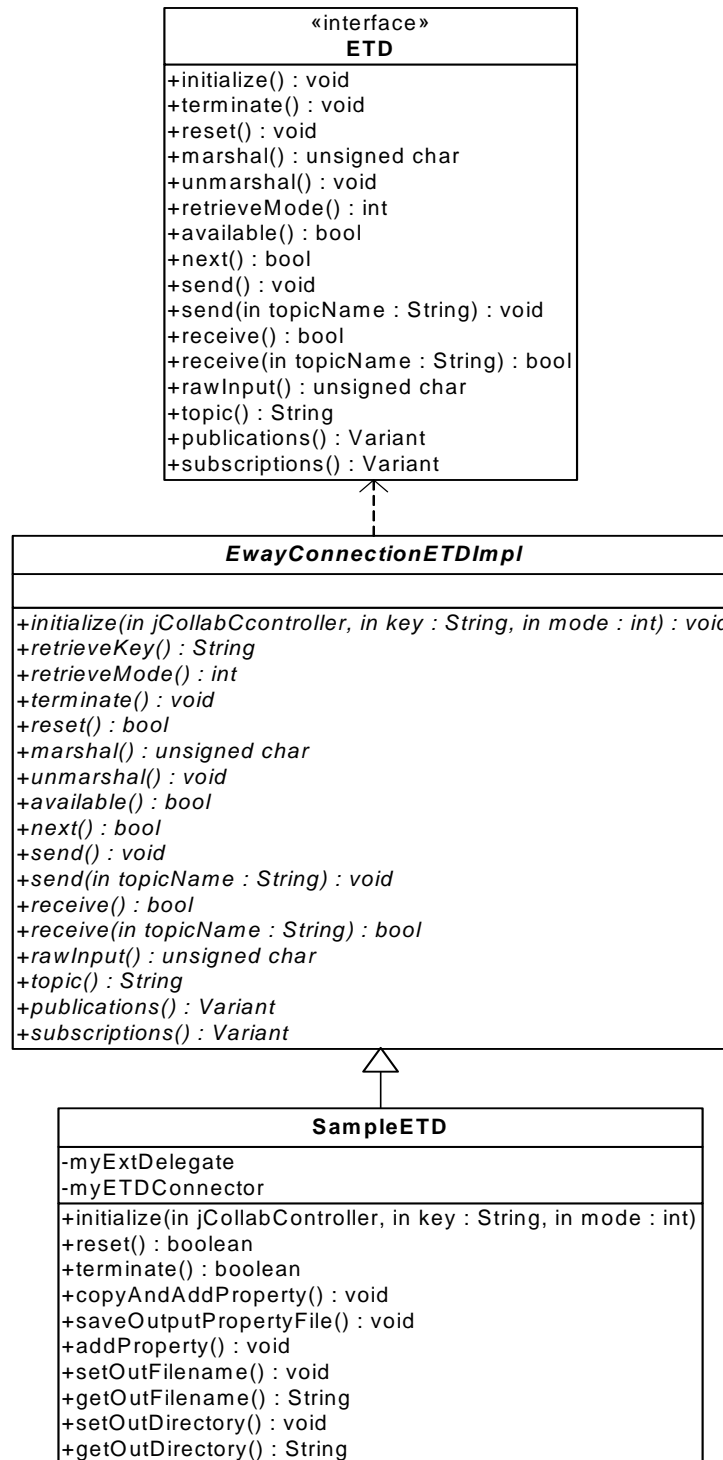 «interface»
ETD
+initialize() : void
+terminate() : void
+reset() : void
+marshal() : unsigned char
+unmarshal() : void
+retrieveMode() : int
+available() : bool
+next() : bool
+send() : void
+send(in topicName : String) : void
+receive() : bool
+receive(in topicName : String) : bool
+rawInput() : unsigned char
+topic() : String
+publications() : Variant
+subscriptions() : Variant
EwayConnectionETDImpl
+initialize(in jCollabCcontroller, in key : String, in mode : int) : void
+retrieveKey() : String
+retrieveMode() : int
+terminate() : void
+reset() : bool
+marshal() : unsigned char
+unmarshal() : void
+available() : bool
+next() : bool
+send() : void
+send(in topicName : String) : void
+receive() : bool
+receive(in topicName : String) : bool
+rawInput() : unsigned char
+topic() : String
+publications() : Variant
+subscriptions() : Variant
SampleETD
-myExtDelegate
-myETDConnector
+initialize(in jCollabController, in key : String, in mode : int)
+reset() : boolean
+terminate() : boolean
+copyAndAddProperty() : void
+saveOutputPropertyFile() : void
+addProperty() : void
+setOutFilename() : void
+getOutFilename() : String
+setOutDirectory() : void
+getOutDirectory() : String